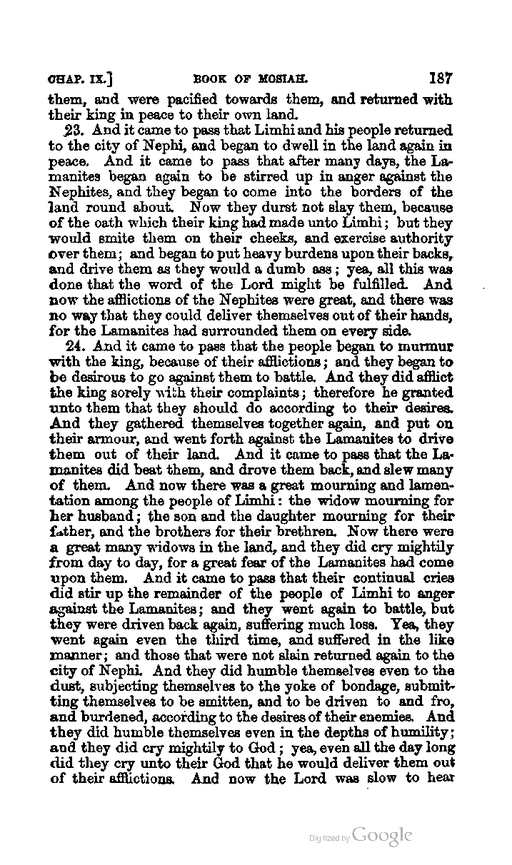 CHAP. IX.] BOOK OF MOSIAH. 187
them, and were pacified towards them, and returned with
their king in peace to their own land.
23. And it came to pass that Limhi and his people returned
to the city of Nephi, and began to dwell in the land again in
peace. And it came to pass that after many days, the La-
manites began again to be stirred up in anger against the
Nephites, and they began to come into the borders of the
land round about. Now they durst not slay them, because
of the oath which their king had made unto Limhi; but they
would smite them on their cheeks, and exercise authority
over them; and began to put heavy burdens upon their backs,
and drive them as they would a dumb ass; yea, all this was
done that the word of the Lord might be fulfilled. And
now the afflictions of the Nephites were great, and there was
no way that they could deliver themselves out of their hands,
for the Lamanites had surrounded them on every side.
24. And it came to pass that the people began to murmur
with the king, because of their afflictions; and they began to
be desirous to go against them to battle. And they did afflict
the king sorely with their complaints; therefore he granted
unto them that they should do according to their desires.
And they gathered themselves together again, and put on
their armour, and went forth against the Lamanites to drive
them out of their land. And it came to pass that the La-
manites did beat them, and drove them back, and slew many
of them. And now there was a great mourning and lamen-
tation among the people of Limhi: the widow mourning for
her husband; the son and the daughter mourning for their
father, and the brothers for their brethren. Now there were
a great many widows in the land, and they did cry mightily
from day to day, for a great fear of the Lamanites had come
upon them. And it came to pass that their continual cries
did stir up the remainder of the people of Limhi to anger
against the Lamanites; and they went again to battle, but
they were driven back again, suffering much loss. Yea, they
went again even the third time, and suffered in the like
manner; and those that were not slain returned again to the
city of Nephi. And they did humble themselves even to the
dust, subjecting themselves to the yoke of bondage, submit-
ting themselves to be smitten, and to be driven to and fro,
and burdened, according to the desires of their enemies. And
they did humble themselves even in the depths of humility;
and they did cry mightily to God; yea, even all the day long
did they cry unto their God that he would deliver them out
of their afflictions. And now the Lord was slow to hear
Digitized by Google